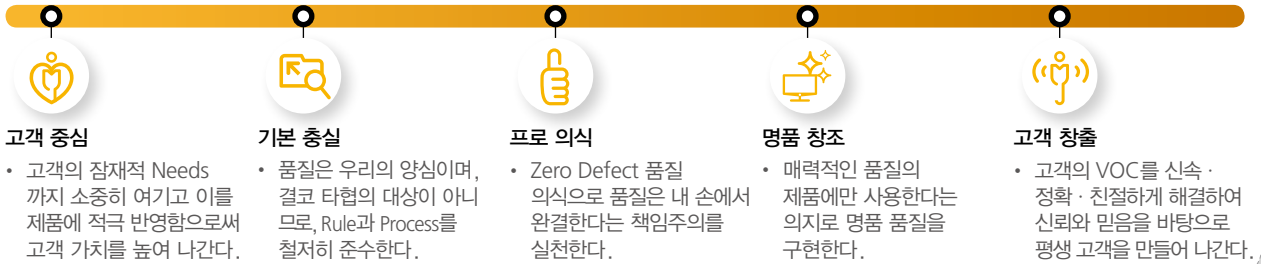 고객 중심
• 고객의 잠재적 Needs
까지 소중히 여기고 이를
제품에 적극 반영함으로써
고객 가치를 높여 나간다.
기본 충실
• 품질은 우리의 양심이며,
결코 타협의 대상이 아니
므로, Rule과 Process를
철저히 준수한다.
프로 의식
• Zero Defect 품질
의식으로 품질은 내 손에서
완결한다는 책임주의를
실천한다.
명품 창조
• 매력적인 품질의
제품에만 사용한다는
의지로 명품 품질을
구현한다.
고객 창출
• 고객의 VOC를 신속 ·
정확 · 친절하게 해결하여
신뢰와 믿음을 바탕으로
평생 고객을 만들어 나간다.